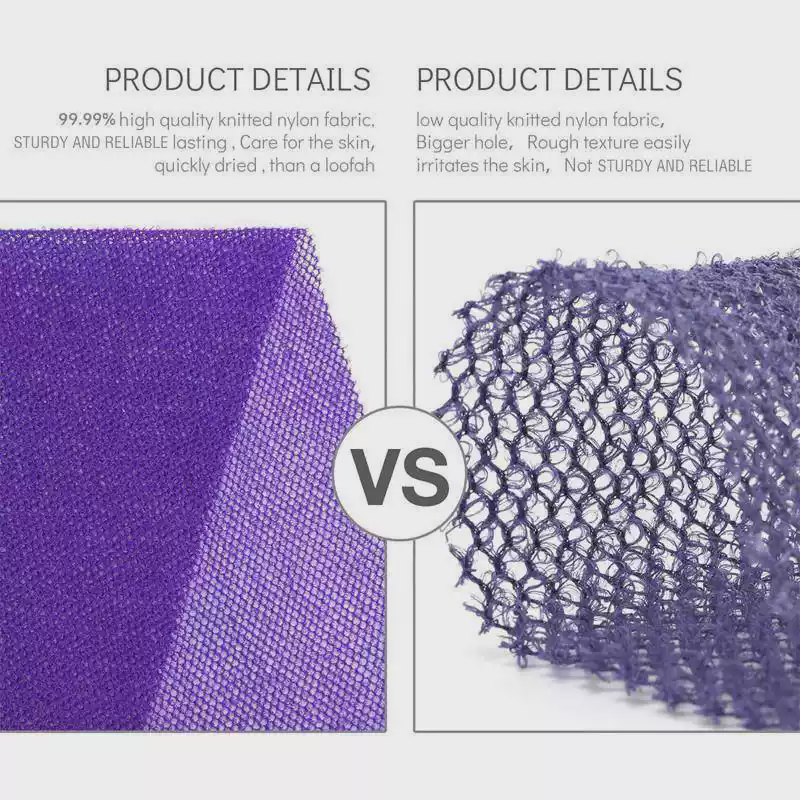 PRODUCT DETAILS
99.99% high quality knitted nylon fabric,
STURDY AND RELIABLE lasting , Care for the skin,
quickly dried , than a loofah
PRODUCT DETAILS
low quality knitted nylon fabric,
Bigger hole, Rough texture easily
irritates the skin, Not STURDY AND RELIABLE
VS